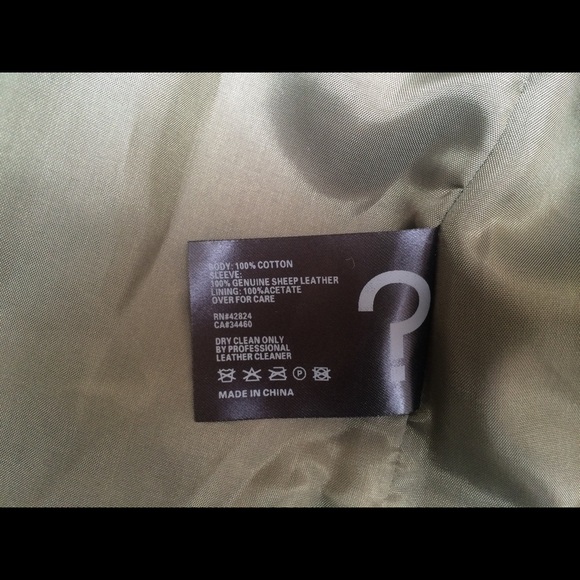 BODY: 100% COTTON
SLEEVE:
100% GENUINE SHEEP LEATHER
LINING: 100%ACETATE
OVER FOR CARE
RN#42824
CA#34460
DRY CLEAN ONLY
BY PROFESSIONAL
LEATHER CLEANER
P
MADE IN CHINA
?